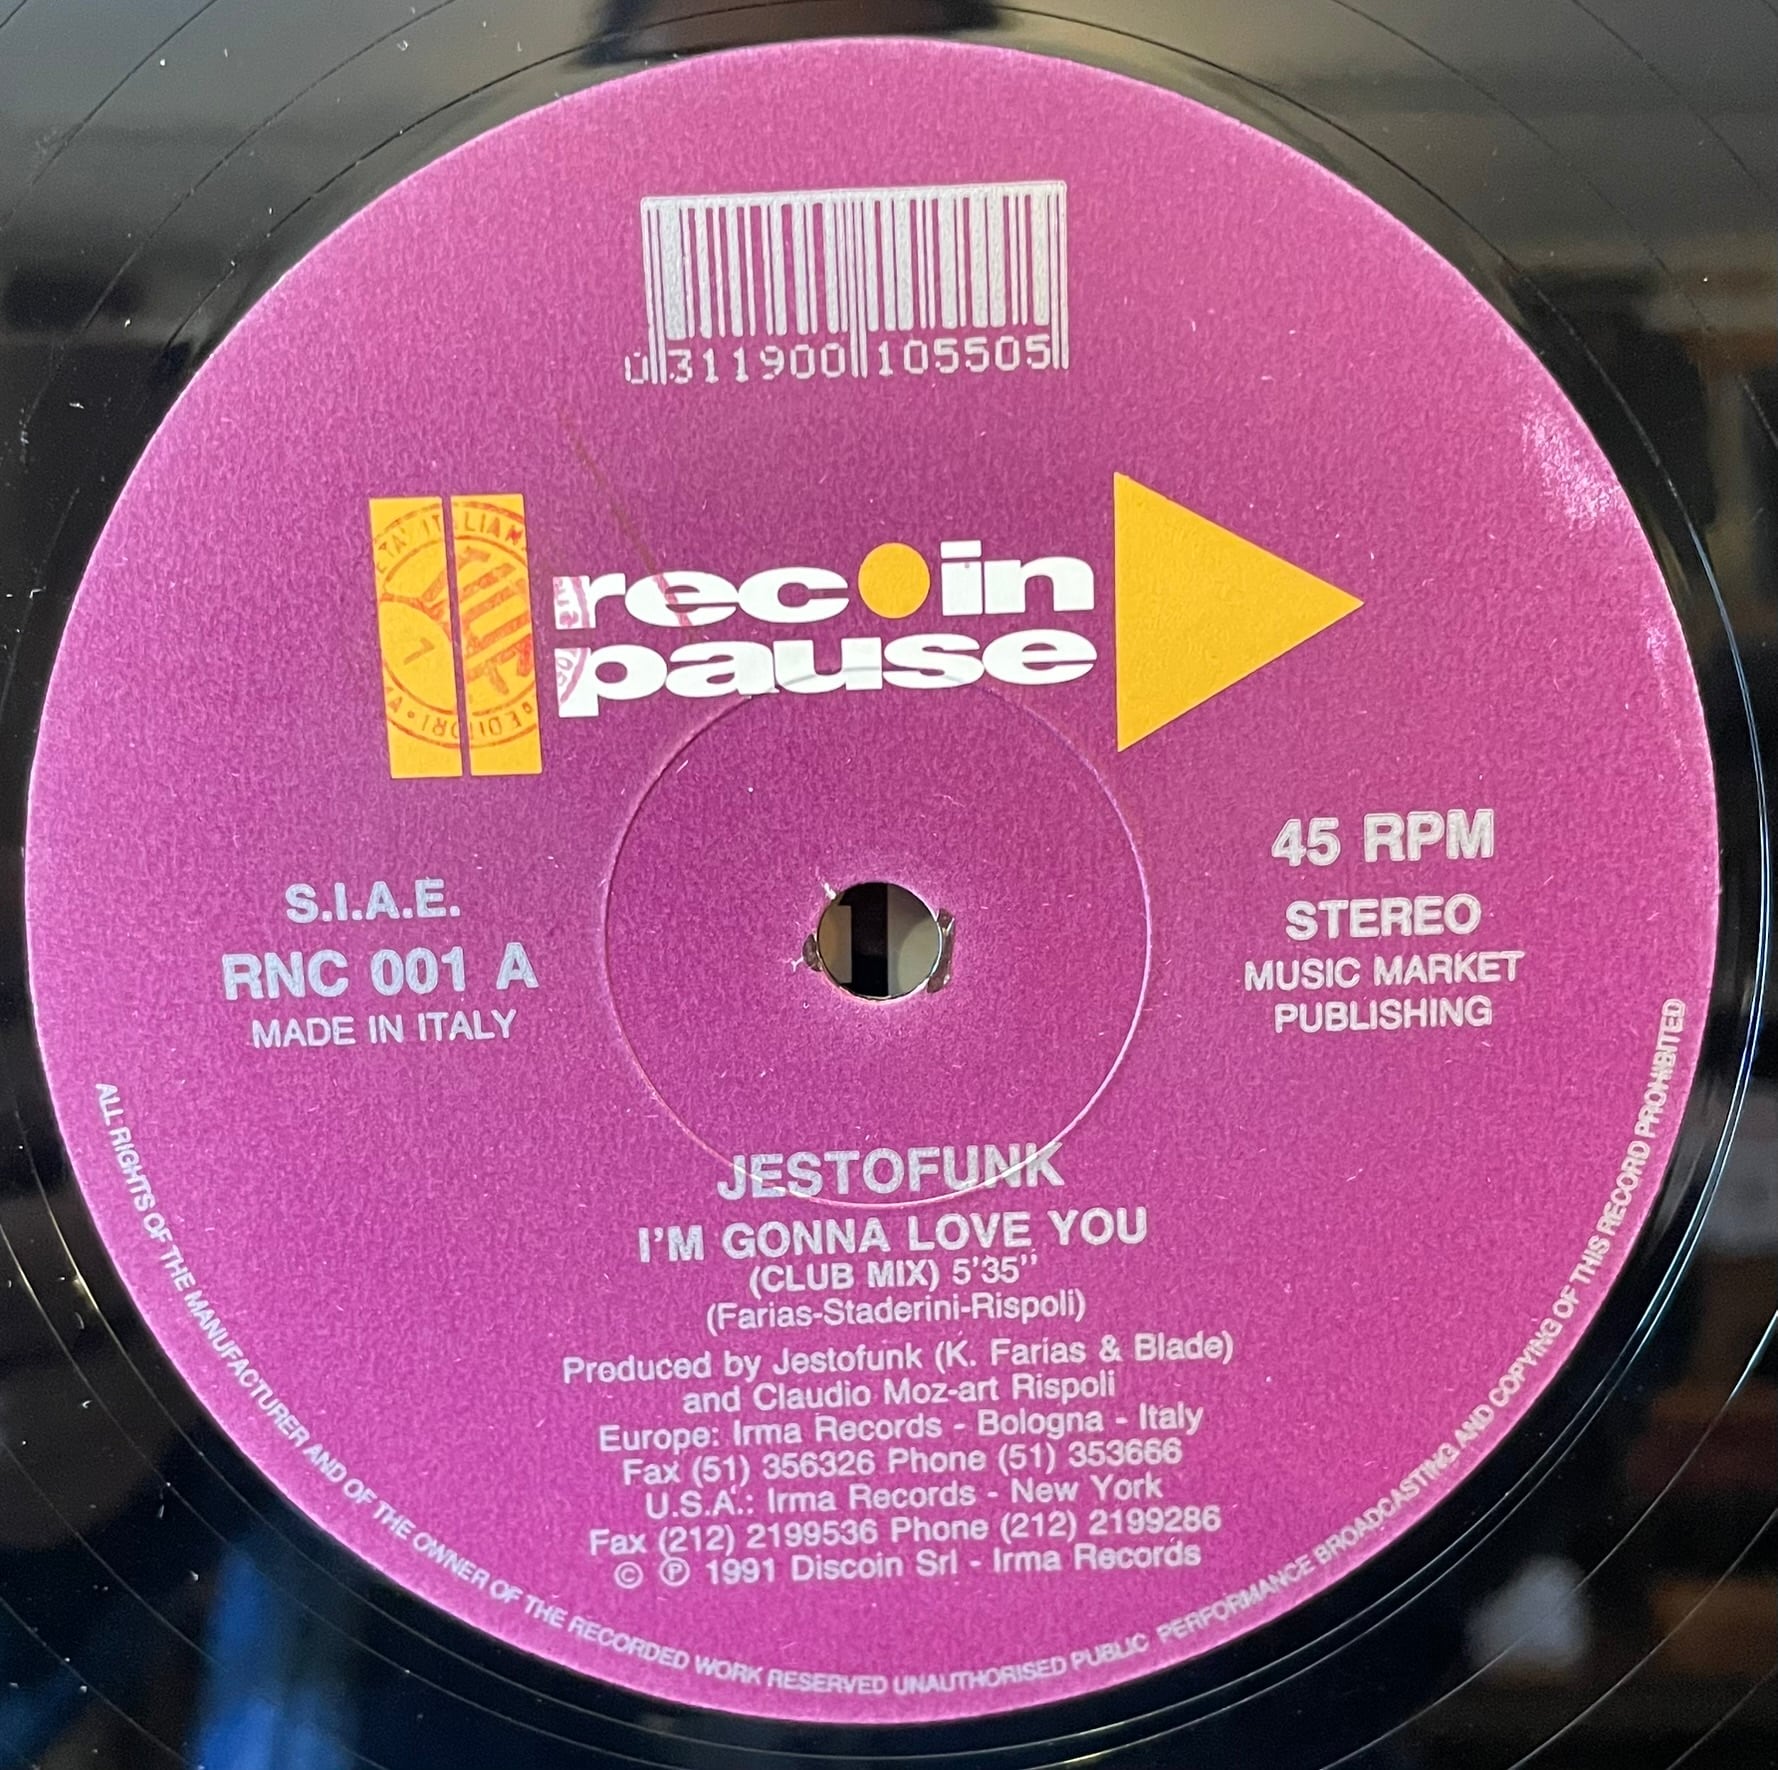 0 311900 105505
rec in
pause
S.I.A.E.
RNC 001 A
MADE IN ITALY
45 RPM
STEREO
MUSIC MARKET
PUBLISHING
JESTOFUNK
I'M GONNA LOVE YOU
(CLUB MIX) 5'35''
(Farias-Staderini-Rispoli)
Produced by Jestofunk (K. Farias & Blade)
and Claudio Moz-art Rispoli
Europe: Irma Records - Bologna - Italy
Fax (51) 356326 Phone (51) 353666
U.S.A.: Irma Records - New York
Fax (212) 2199536 Phone (212) 2199286
© ℗ 1991 Discoin Srl - Irma Records
ALL RIGHTS OF THE MANUFACTURER AND OF THE OWNER OF THE RECORDED WORK RESERVED UNAUTHORISED PUBLIC PERFORMANCE BROADCASTING AND COPYING OF THIS RECORD PROHIBITED